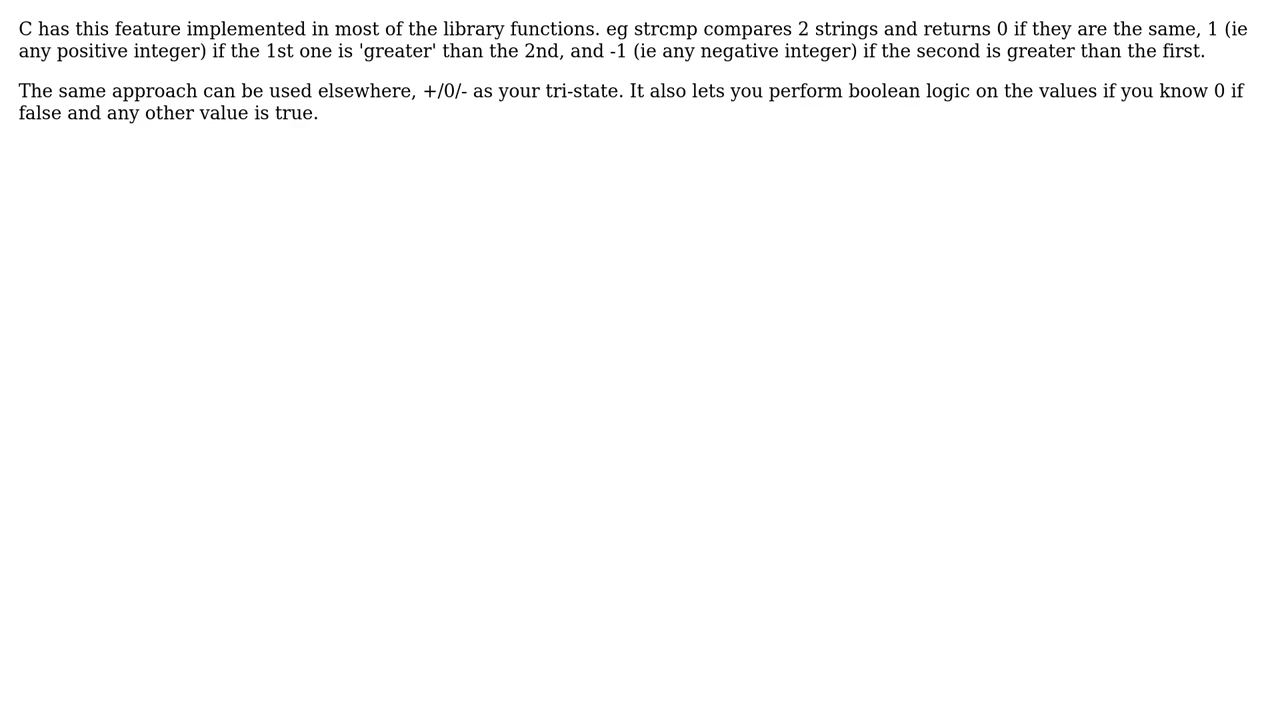 C has this feature implemented in most of the library functions. eg strcmp compares 2 strings and returns 0 if they are the same, 1 (ie
any positive integer) if the 1st one is 'greater' than the 2nd, and -1 (ie any negative integer) if the second is greater than the first.
The same approach can be used elsewhere, +/0/- as your tri-state. It also lets you perform boolean logic on the values if you know 0 if
false and any other value is true.